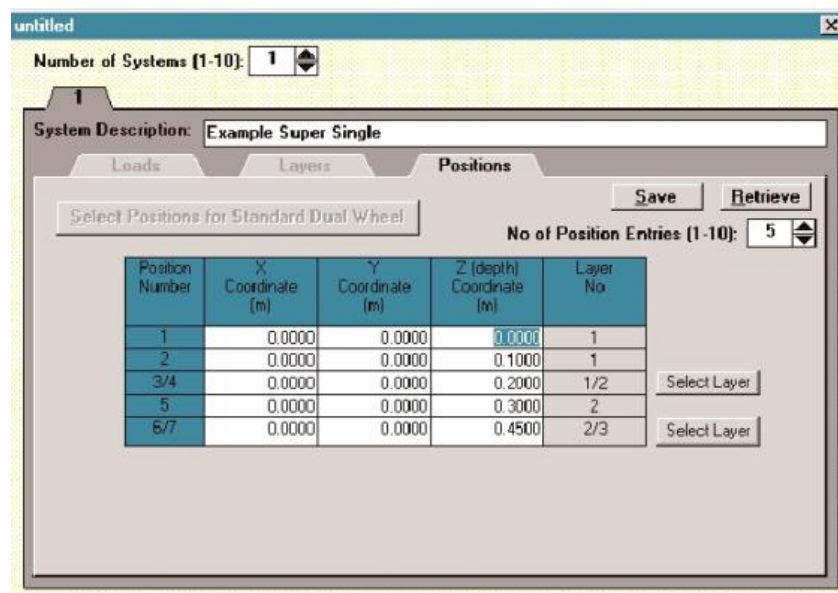 untitled
Number of Systems (1-10): 1
1
System Description: Example Super Single
Loads Layers Positions
Save Retrieve
Select Positions for Standard Dual Wheel
No of Position Entries (1-10): 5
Position Number X Coordinate (m) Y Coordinate (m) Z (depth) Coordinate (m) Layer No
1 0.0000 0.0000 0.0000 1
2 0.0000 0.0000 0.1000 1
3/4 0.0000 0.0000 0.2000 1/2 Select Layer
5 0.0000 0.0000 0.3000 2
6/7 0.0000 0.0000 0.4500 2/3 Select Layer